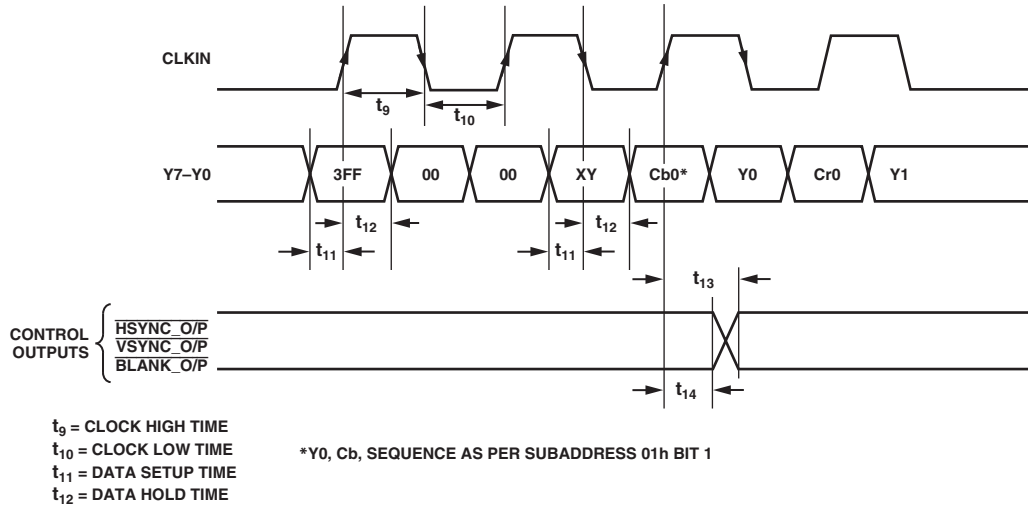 CLKIN
t9
t10
Y7–Y0
3FF
00
00
XY
Cb0*
Y0
Cr0
Y1
t12
t12
t11
t11
t13
CONTROL OUTPUTS
HSYNC_O/P
VSYNC_O/P
BLANK_O/P
t14
t9 = CLOCK HIGH TIME
t10 = CLOCK LOW TIME
t11 = DATA SETUP TIME
t12 = DATA HOLD TIME
*Y0, Cb, SEQUENCE AS PER SUBADDRESS 01h BIT 1